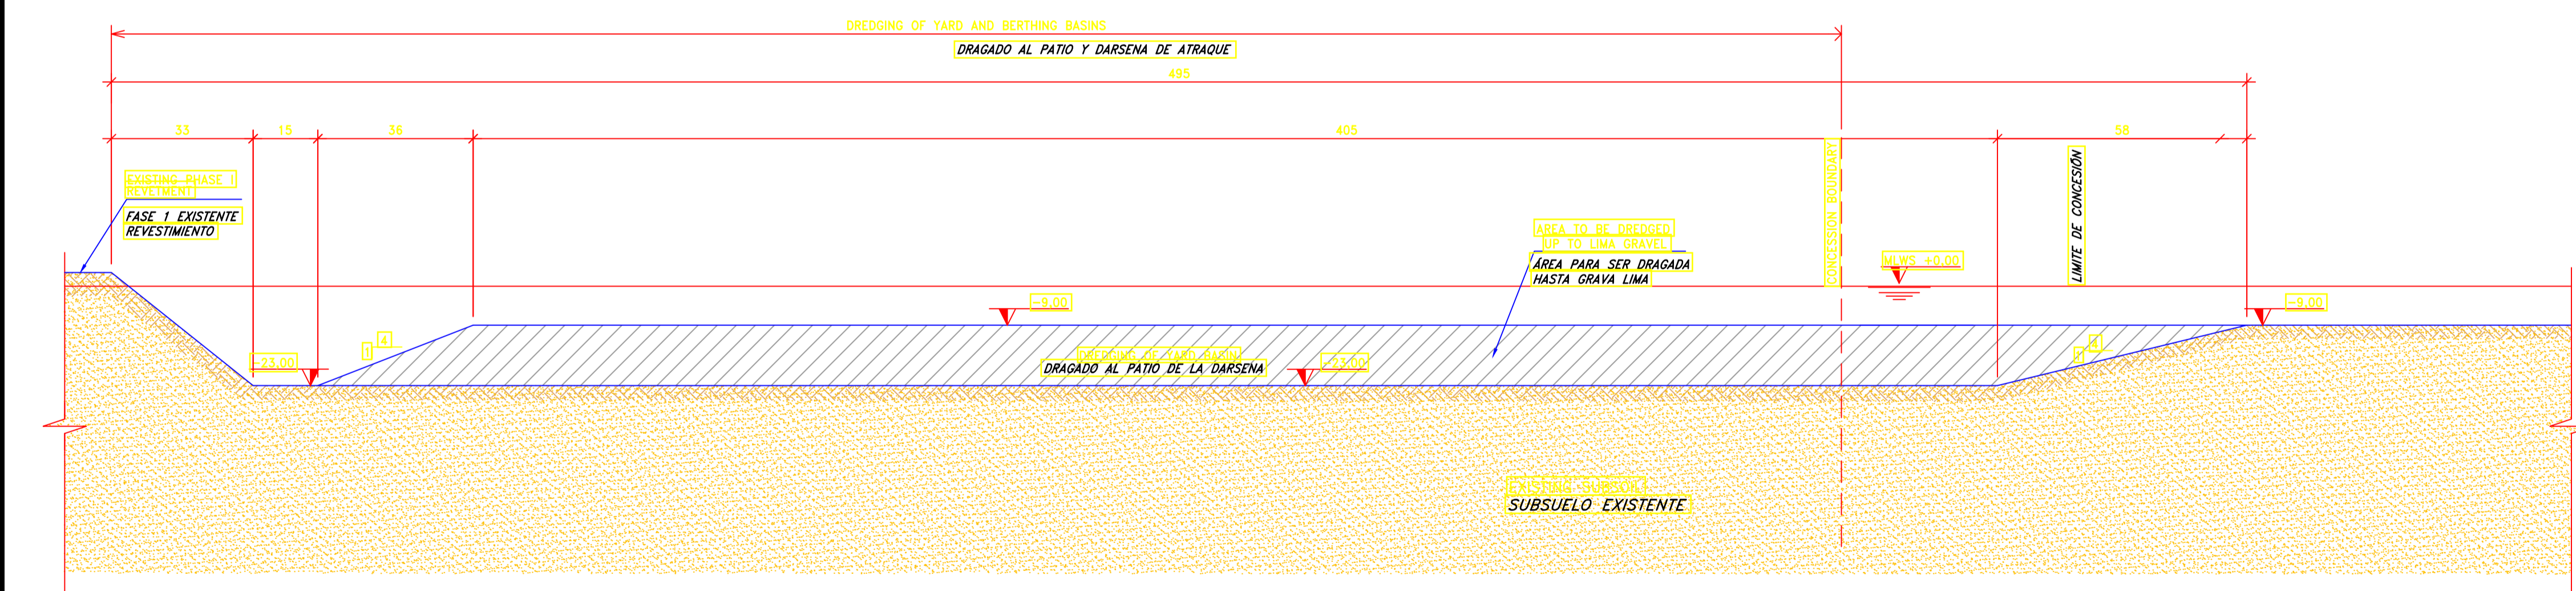 DREDGING OF YARD AND BERTHING BASINS
DRAGADO AL PATIO Y DARSENA DE ATRAQUE
495
33
15
36
405
58
EXISTING PHASE I
REVETMENT
FASE 1 EXISTENTE
REVESTIMIENTO
AREA TO BE DREDGED
UP TO LIMA GRAVEL
ÁREA PARA SER DRAGADA
HASTA GRAVA LIMA
CONCESSION BOUNDARY
MLWS +0.00
LIMITE DE CONCESIÓN
-9.00
-9.00
4
1
-23.00
DREDGING OF YARD BASIN
DRAGADO AL PATIO DE LA DARSENA
-23.00
4
1
EXISTING SUBSOIL
SUBSUELO EXISTENTE